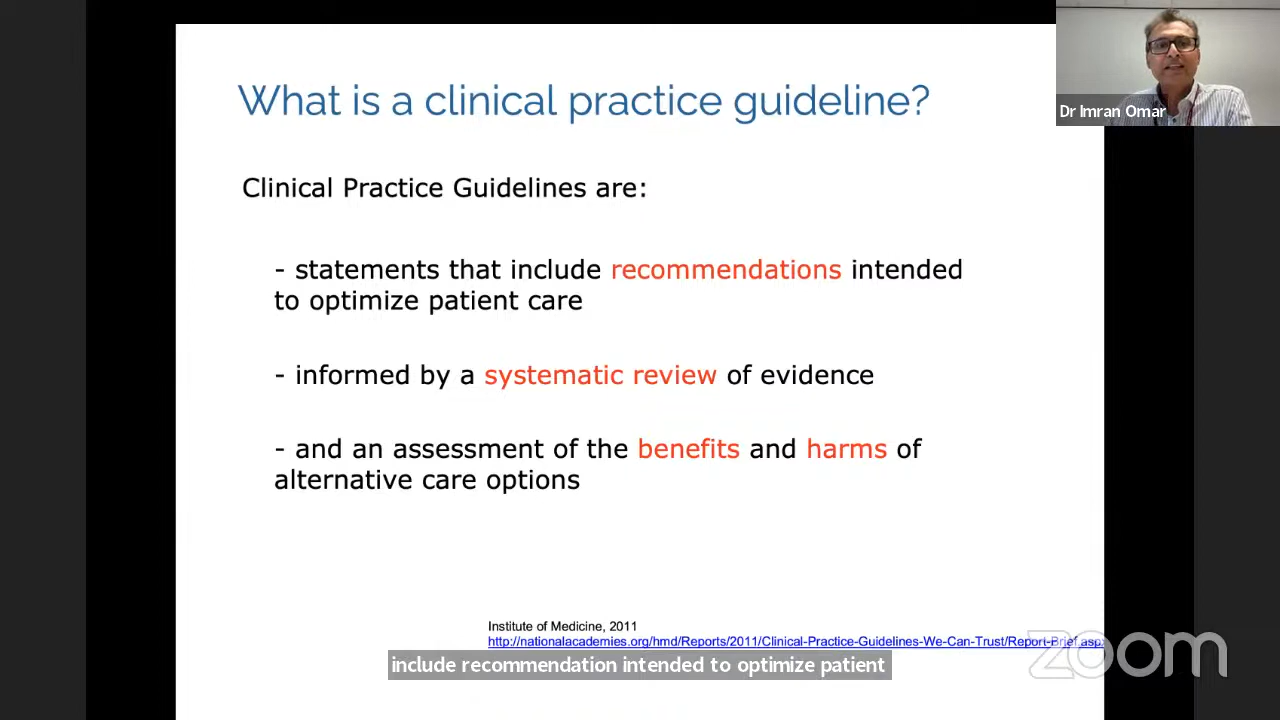 What is a clinical practice guideline?
Dr Imran Omar
Clinical Practice Guidelines are:
- statements that include recommendations intended
to optimize patient care
- informed by a systematic review of evidence
- and an assessment of the benefits and harms of
alternative care options
Institute of Medicine, 2011
http://nationalacademies.org/hmd/Reports/2011/Clinical-Practice-Guidelines-We-Can-Trust/Report-Brief.aspx
include recommendation intended to optimize patient
zoom